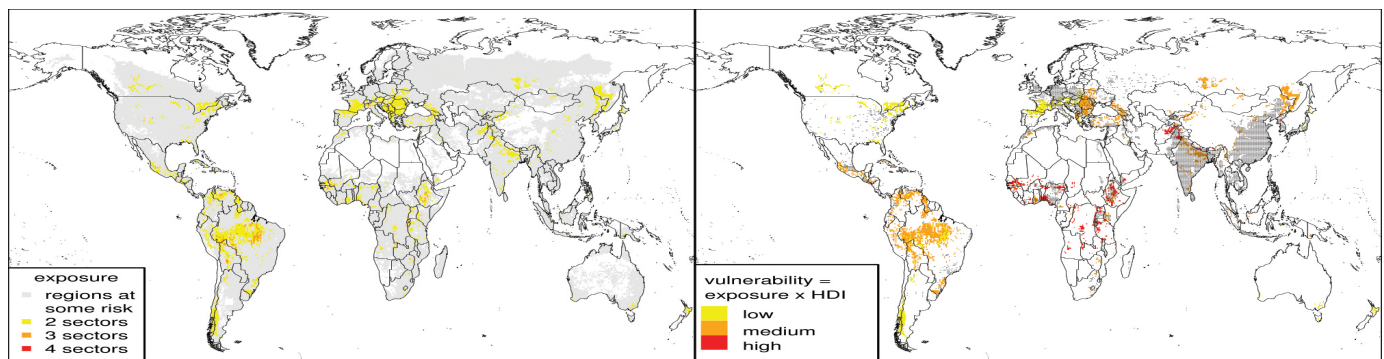 exposure
regions at
some risk
2 sectors
3 sectors
4 sectors
vulnerability =
exposure x HDI
low
medium
high